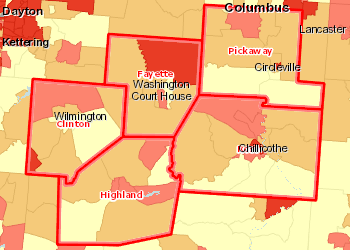 Columbus
Dayton
Lancaster
Kettering
Pickaway
Circleville
Fayette
Washington
Court House
Wilmington
Clinton
Chillicothe
Highland